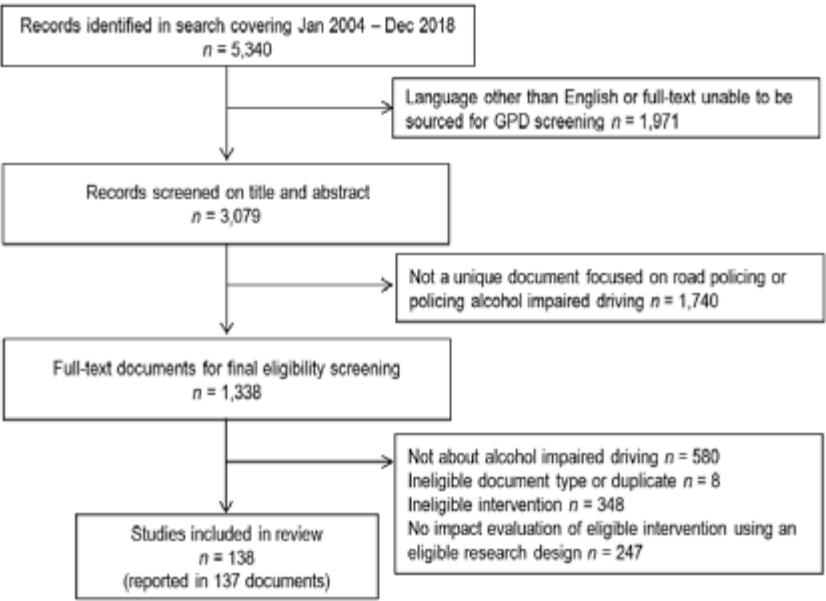 Records identified in search covering Jan 2004 – Dec 2018
n = 5,340
Language other than English or full-text unable to be
sourced for GPD screening n = 1,971
Records screened on title and abstract
n = 3,079
Not a unique document focused on road policing or
policing alcohol impaired driving n = 1,740
Full-text documents for final eligibility screening
n = 1,338
Not about alcohol impaired driving n = 580
Ineligible document type or duplicate n = 8
Ineligible intervention n = 348
No impact evaluation of eligible intervention using an
eligible research design n = 247
Studies included in review
n = 138
(reported in 137 documents)